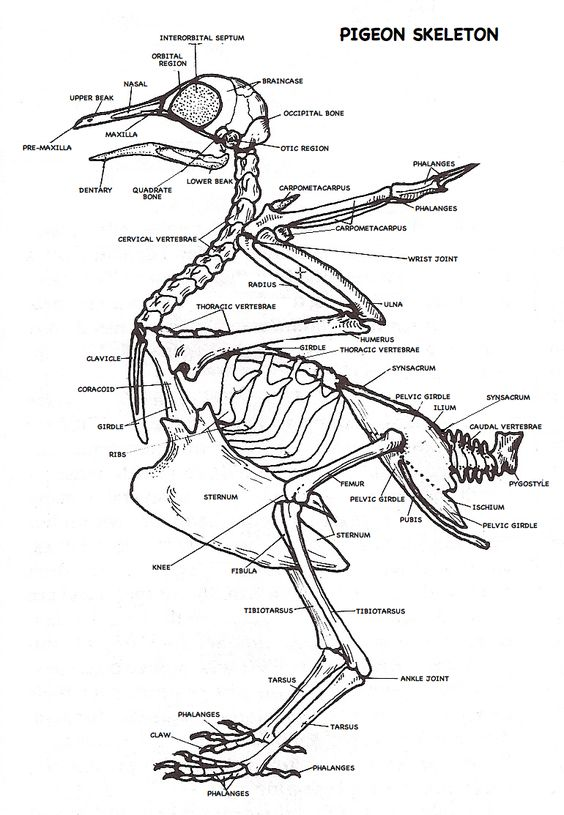 PIGEON SKELETON
INTERORBITAL SEPTUM
ORBITAL
REGION
BRAINCASE
NASAL
UPPER BEAK
OCCIPITAL BONE
MAXILLA
PRE-MAXILLA
OTIC REGION
LOWER BEAK
DENTARY
QUADRATE
BONE
PHALANGES
CARPOMETACARPUS
PHALANGES
CARPOMETACARPUS
CERVICAL VERTEBRAE
WRIST JOINT
RADIUS
ULNA
THORACIC VERTEBRAE
HUMERUS
GIRDLE
THORACIC VERTEBRAE
CLAVICLE
SYNSACRUM
CORACOID
PELVIC GIRDLE
SYNSACRUM
ILIUM
GIRDLE
CAUDAL VERTEBRAE
RIBS
FEMUR
PYGOSTYLE
STERNUM
PELVIC GIRDLE
ISCHIUM
PUBIS
PELVIC GIRDLE
STERNUM
KNEE
FIBULA
TIBIOTARSUS
TIBIOTARSUS
TARSUS
ANKLE JOINT
PHALANGES
TARSUS
CLAW
PHALANGES
PHALANGES